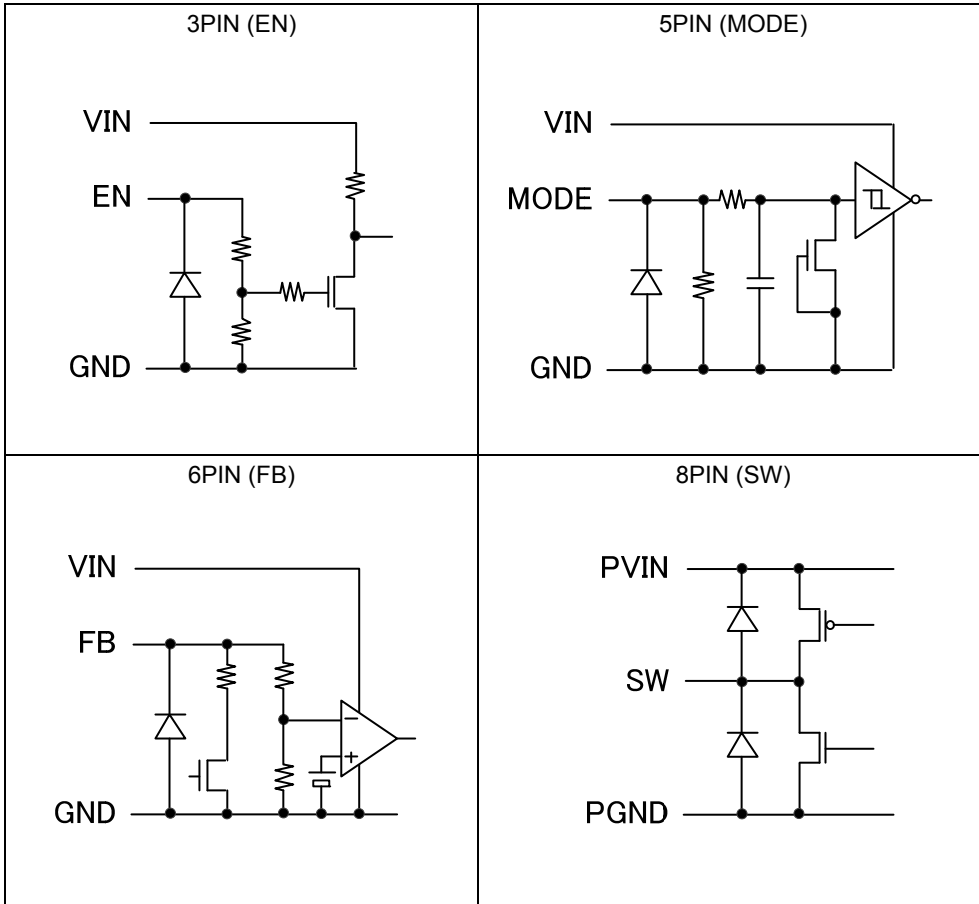 3PIN (EN)
VIN
EN
GND
5PIN (MODE)
VIN
MODE
GND
6PIN (FB)
VIN
FB
−
+
GND
8PIN (SW)
PVIN
SW
PGND